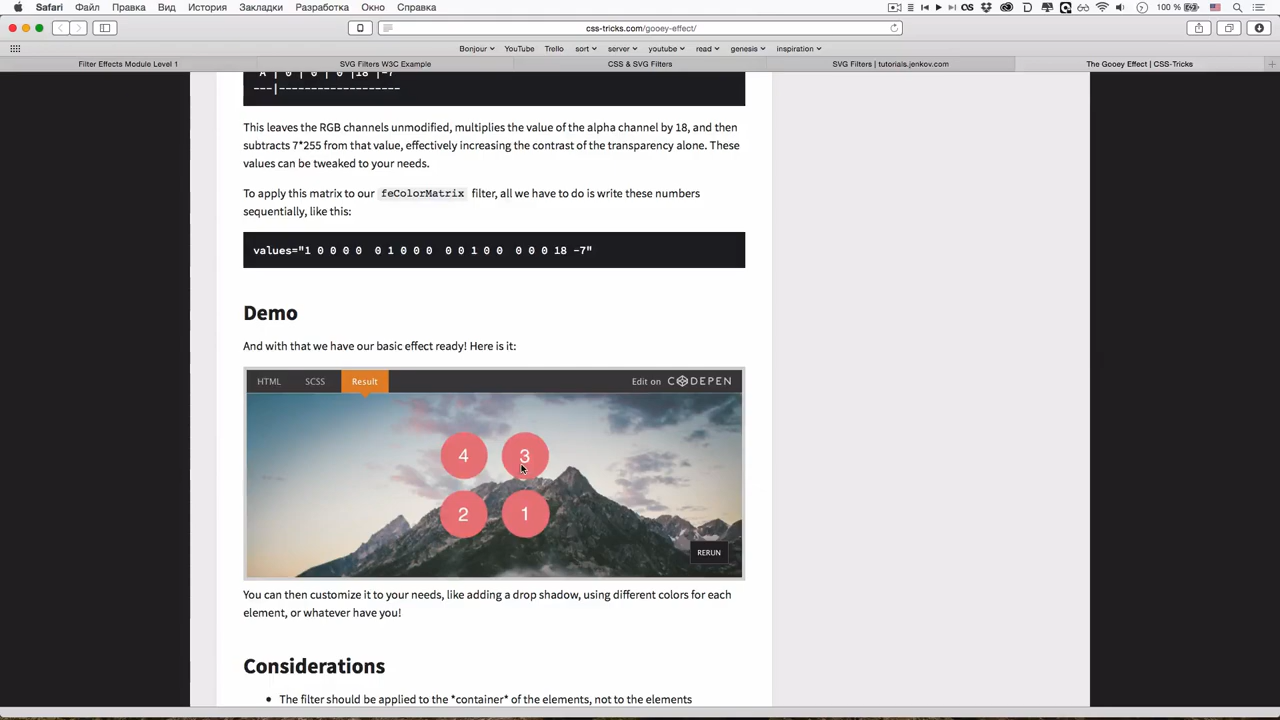 Safari Файл Правка Вид История Закладки Разработка Окно Справка 100 %
css-tricks.com/gooey-effect/
Bonjour YouTube Trello sort server youtube read genesis inspiration
Filter Effects Module Level 1 SVG Filters W3C Example CSS & SVG Filters SVG Filters | tutorials.jenkov.com The Gooey Effect | CSS-Tricks
A | 0 | 0 | 0 |18 |-7
---|-------------------
This leaves the RGB channels unmodified, multiplies the value of the alpha channel by 18, and then
subtracts 7*255 from that value, effectively increasing the contrast of the transparency alone. These
values can be tweaked to your needs.
To apply this matrix to our feColorMatrix filter, all we have to do is write these numbers
sequentially, like this:
values="1 0 0 0 0  0 1 0 0 0  0 0 1 0 0  0 0 0 18 -7"
Demo
And with that we have our basic effect ready! Here is it:
HTML SCSS Result Edit on CODEPEN
4 3
2 1
RERUN
You can then customize it to your needs, like adding a drop shadow, using different colors for each
element, or whatever have you!
Considerations
• The filter should be applied to the *container* of the elements, not to the elements